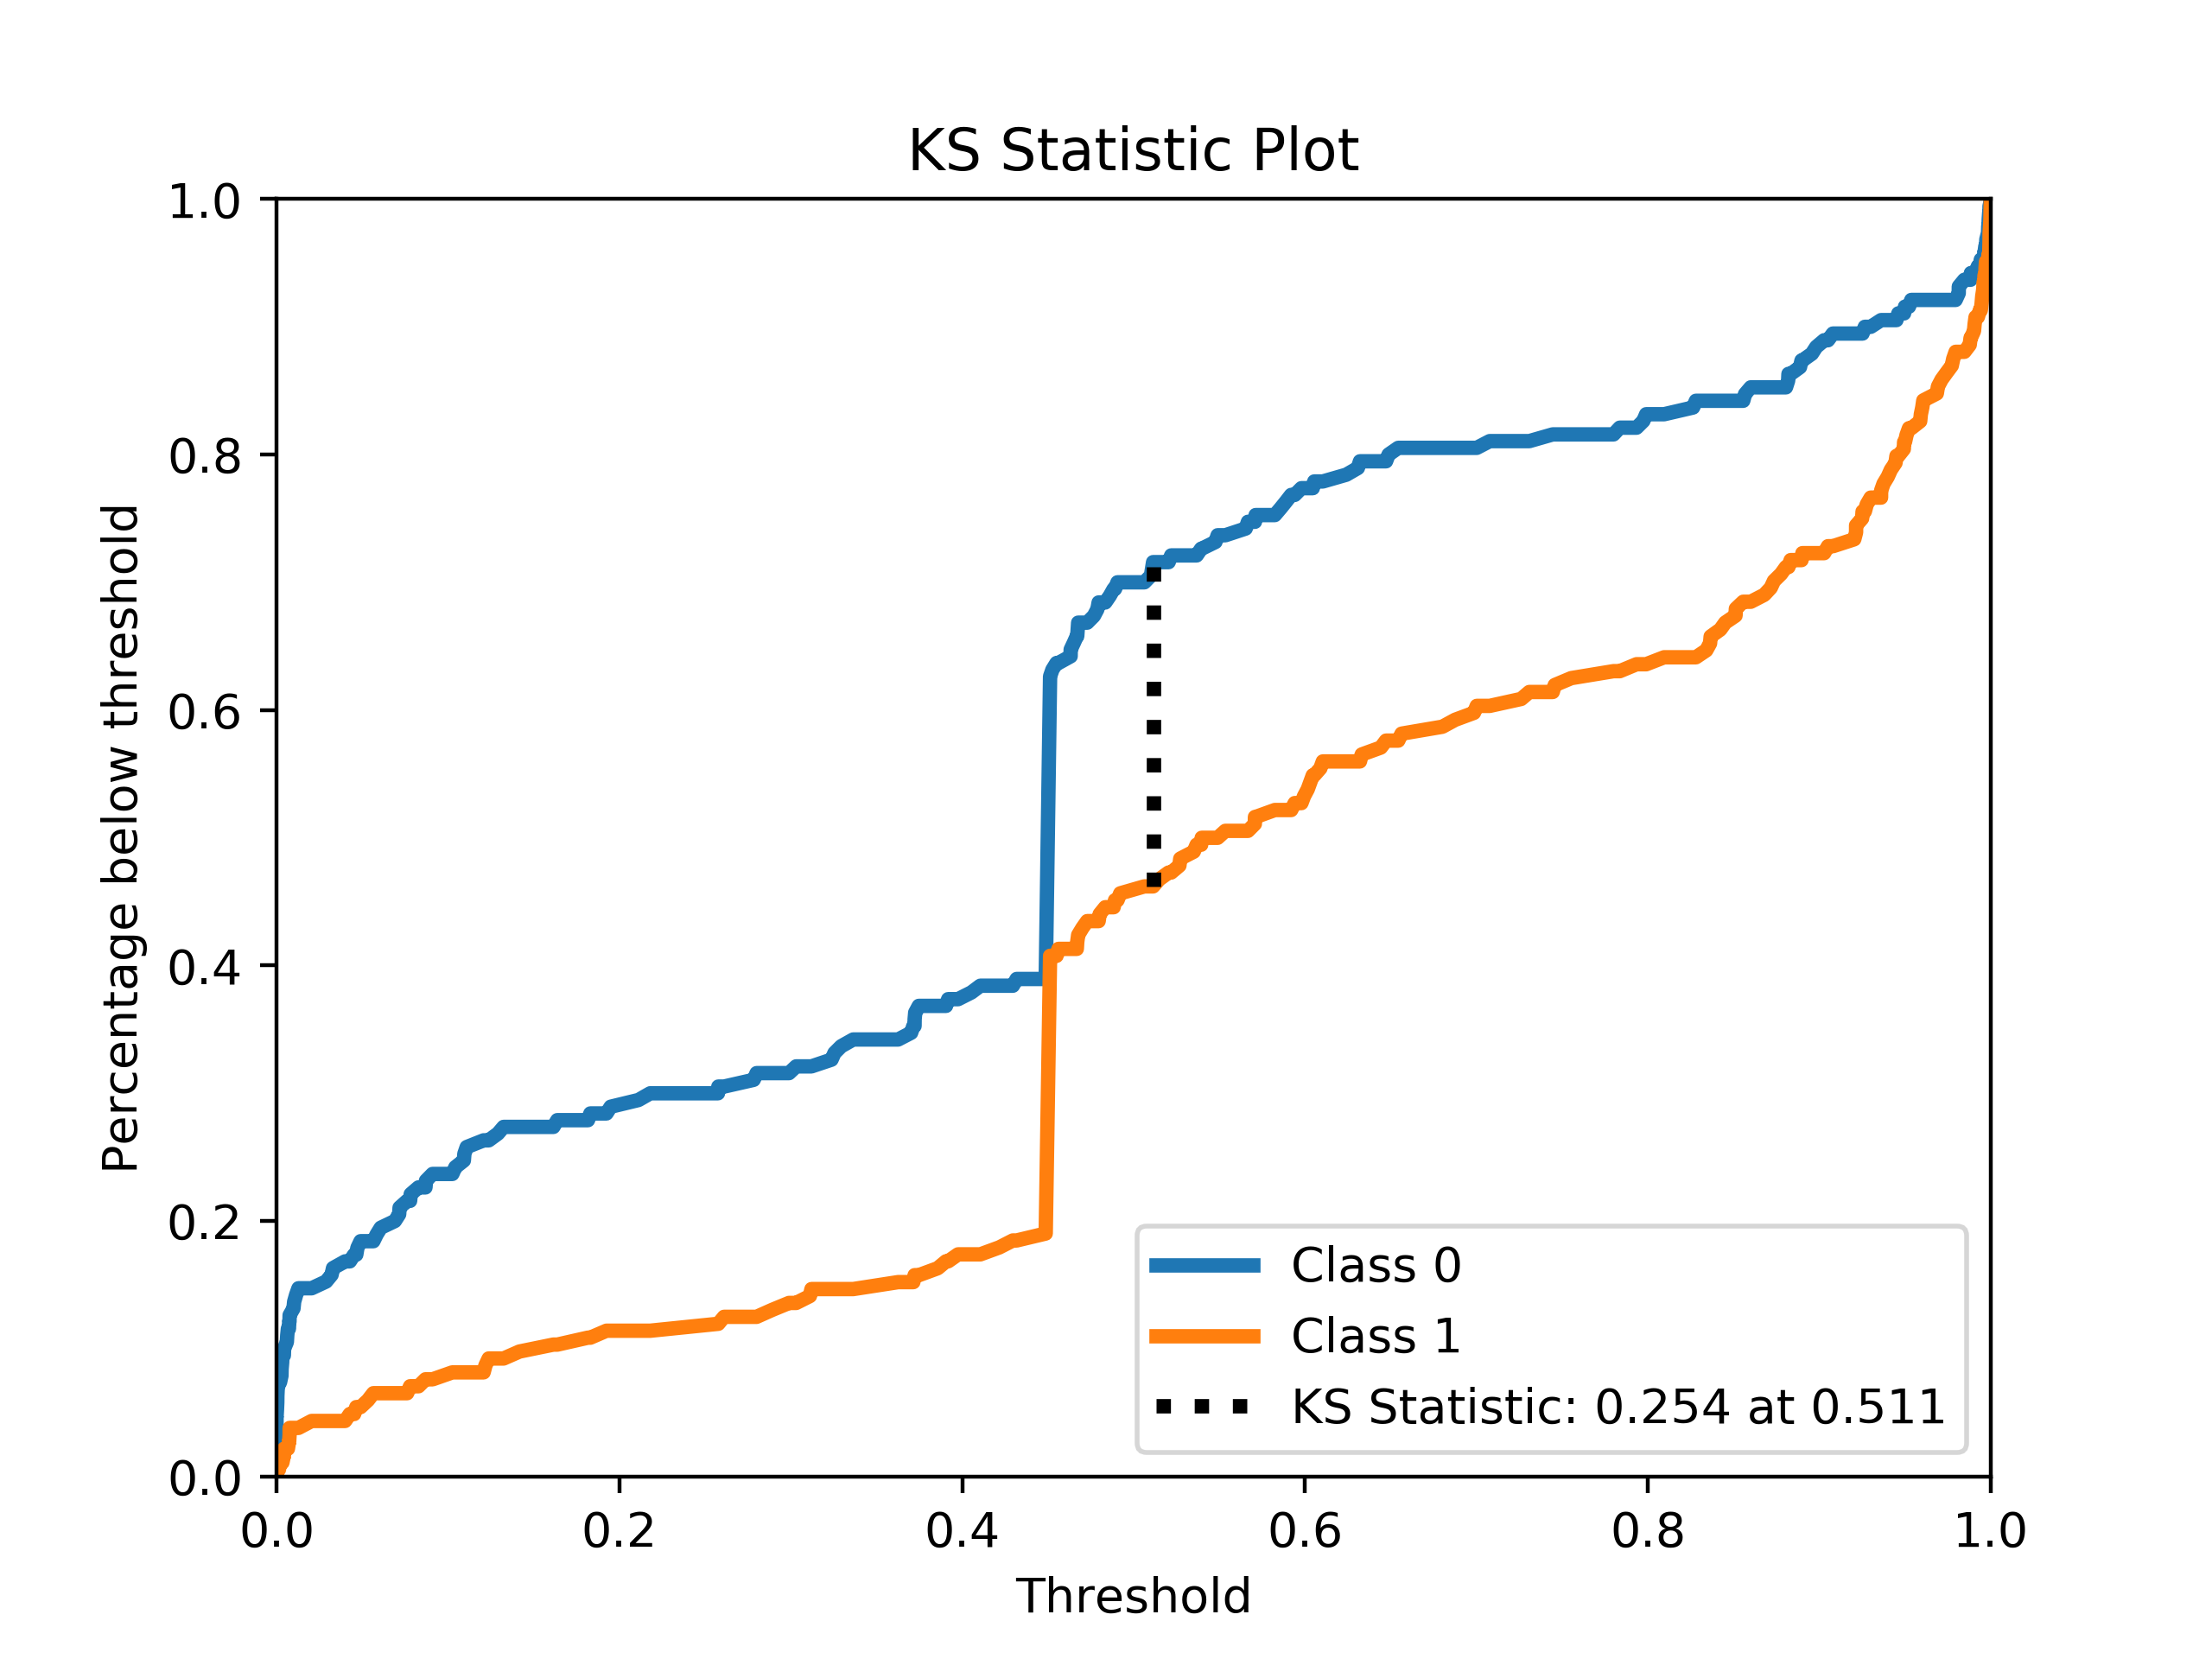 KS Statistic Plot
1.0
0.8
0.6
0.4
0.2
0.0
Percentage below threshold
0.0 0.2 0.4 0.6 0.8 1.0
Threshold
Class 0
Class 1
KS Statistic: 0.254 at 0.511